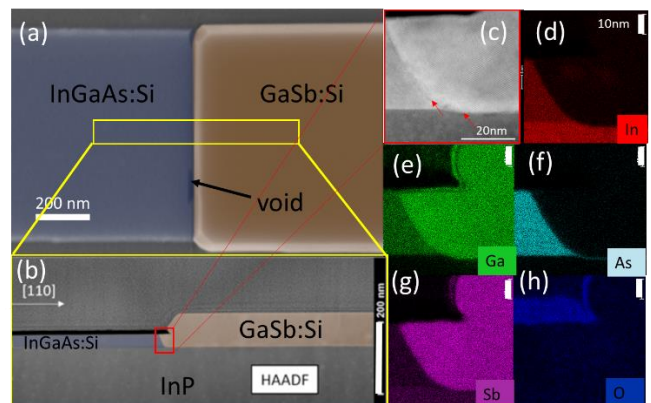 (a)
InGaAs:Si
GaSb:Si
200 nm
void
(b)
[110]
InGaAs:Si
GaSb:Si
InP
HAADF
200 nm
(c)
20nm
(d)
10nm
In
(e)
Ga
(f)
As
(g)
Sb
(h)
O